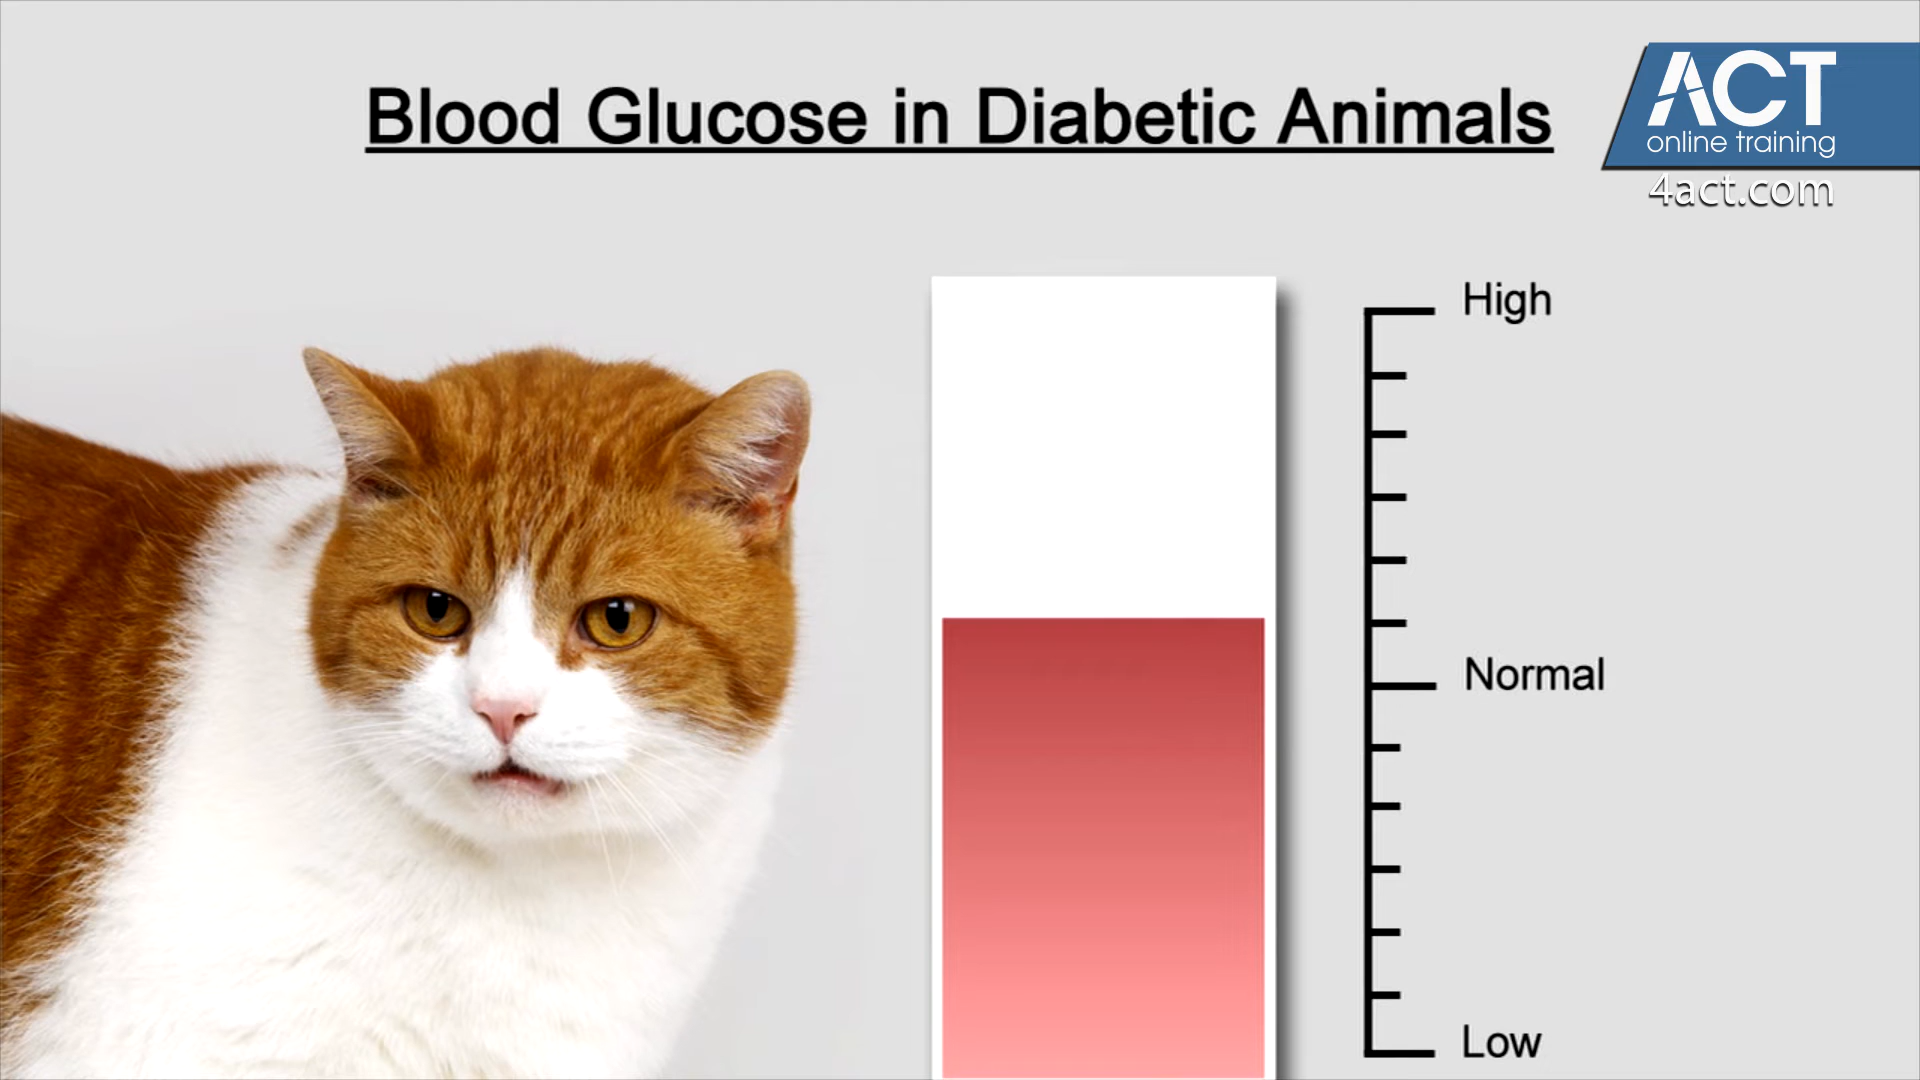 Blood Glucose in Diabetic Animals
ACT
online training
4act.com
High
Normal
Low